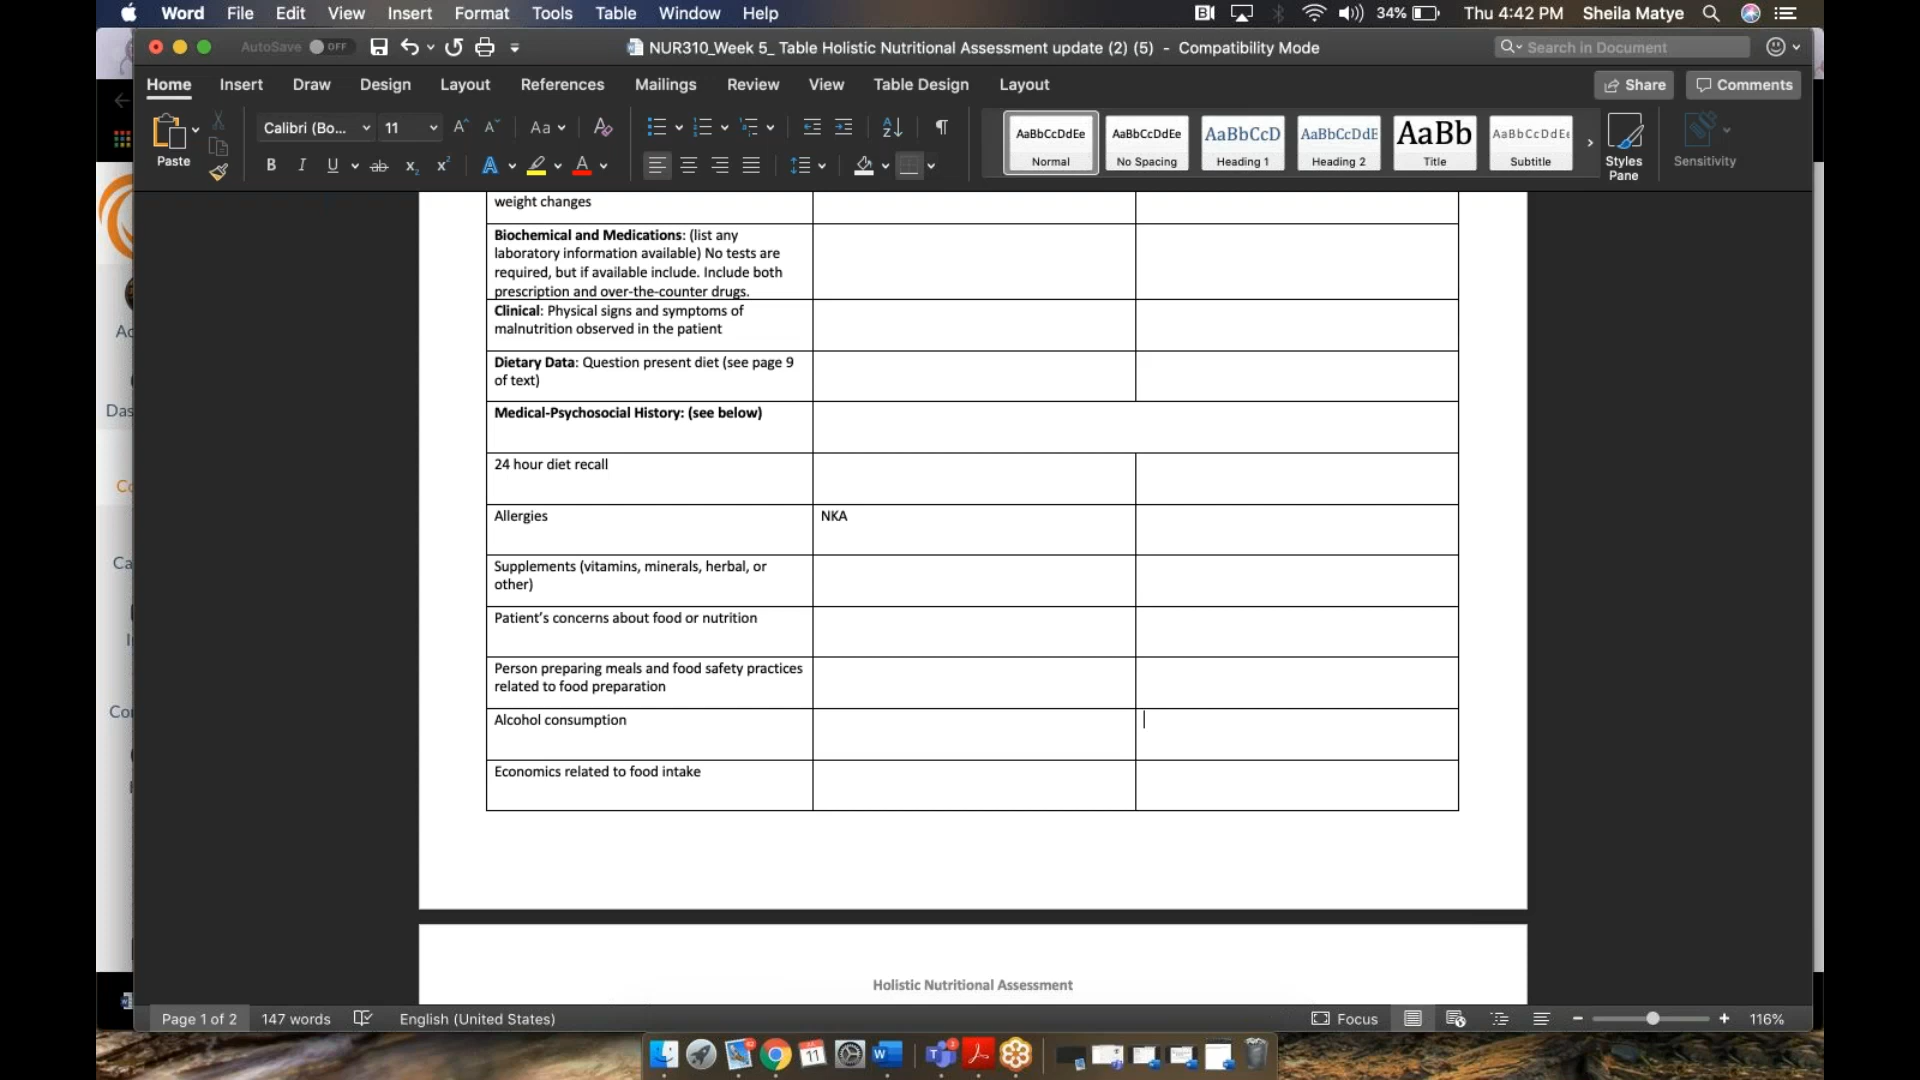 Word File Edit View Insert Format Tools Table Window Help 34% Thu 4:42 PM Sheila Matye
AutoSave OFF NUR310_Week 5_ Table Holistic Nutritional Assessment update (2) (5) - Compatibility Mode Search in Document
Home Insert Draw Design Layout References Mailings Review View Table Design Layout Share Comments
Calibri (Bo... 11
Paste
AaBbCcDdEe AaBbCcDdEe AaBbCcD AaBbCcDdE AaBb AaBbCcDdEe
Normal No Spacing Heading 1 Heading 2 Title Subtitle
Styles
Pane
Sensitivity
weight changes
Biochemical and Medications: (list any
laboratory information available) No tests are
required, but if available include. Include both
prescription and over-the-counter drugs.
Clinical: Physical signs and symptoms of
malnutrition observed in the patient
Dietary Data: Question present diet (see page 9
of text)
Medical-Psychosocial History: (see below)
24 hour diet recall
Allergies NKA
Supplements (vitamins, minerals, herbal, or
other)
Patient's concerns about food or nutrition
Person preparing meals and food safety practices
related to food preparation
Alcohol consumption
Economics related to food intake
Holistic Nutritional Assessment
Page 1 of 2 147 words English (United States) Focus 116%
Ac
Das
Co
Ca
Co
11